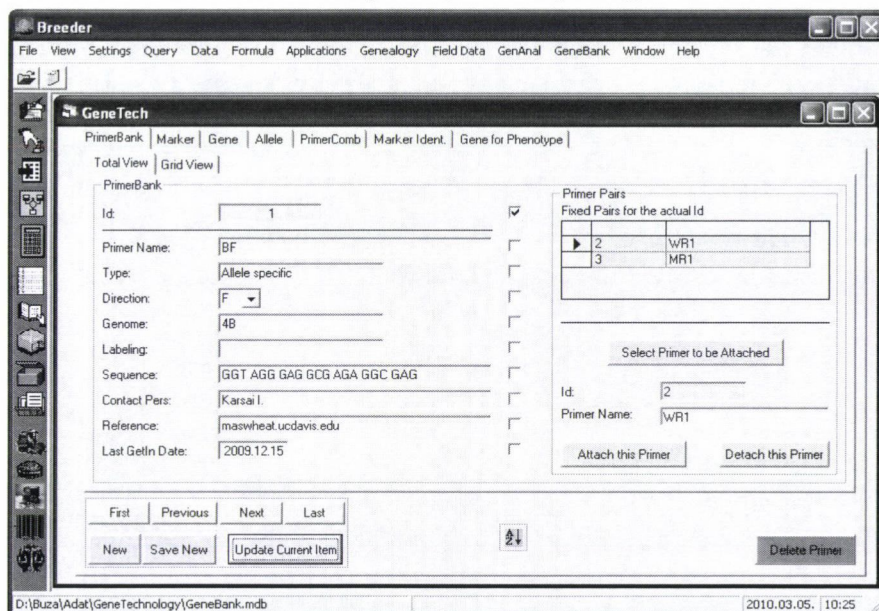 Breeder
File View Settings Query Data Formula Applications Genealogy Field Data GenAnal GeneBank Window Help
GeneTech
PrimerBank Marker Gene Allele PrimerComb Marker Ident. Gene for Phenotype
Total View Grid View
PrimerBank
Id: 1
Primer Name: BF
Type: Allele specific
Direction: F
Genome: 4B
Labeling:
Sequence: GGT AGG GAG GCG AGA GGC GAG
Contact Pers: Karsai I.
Reference: maswheat.ucdavis.edu
Last GetIn Date: 2009.12.15
Primer Pairs
Fixed Pairs for the actual Id
2 WR1
3 MR1
Select Primer to be Attached
Id: 2
Primer Name: WR1
Attach this Primer Detach this Primer
First Previous Next Last
New Save New Update Current Item
A Z
Delete Primer
D:\Buza\Adat\GeneTechnology\GeneBank.mdb 2010.03.05. 10:25